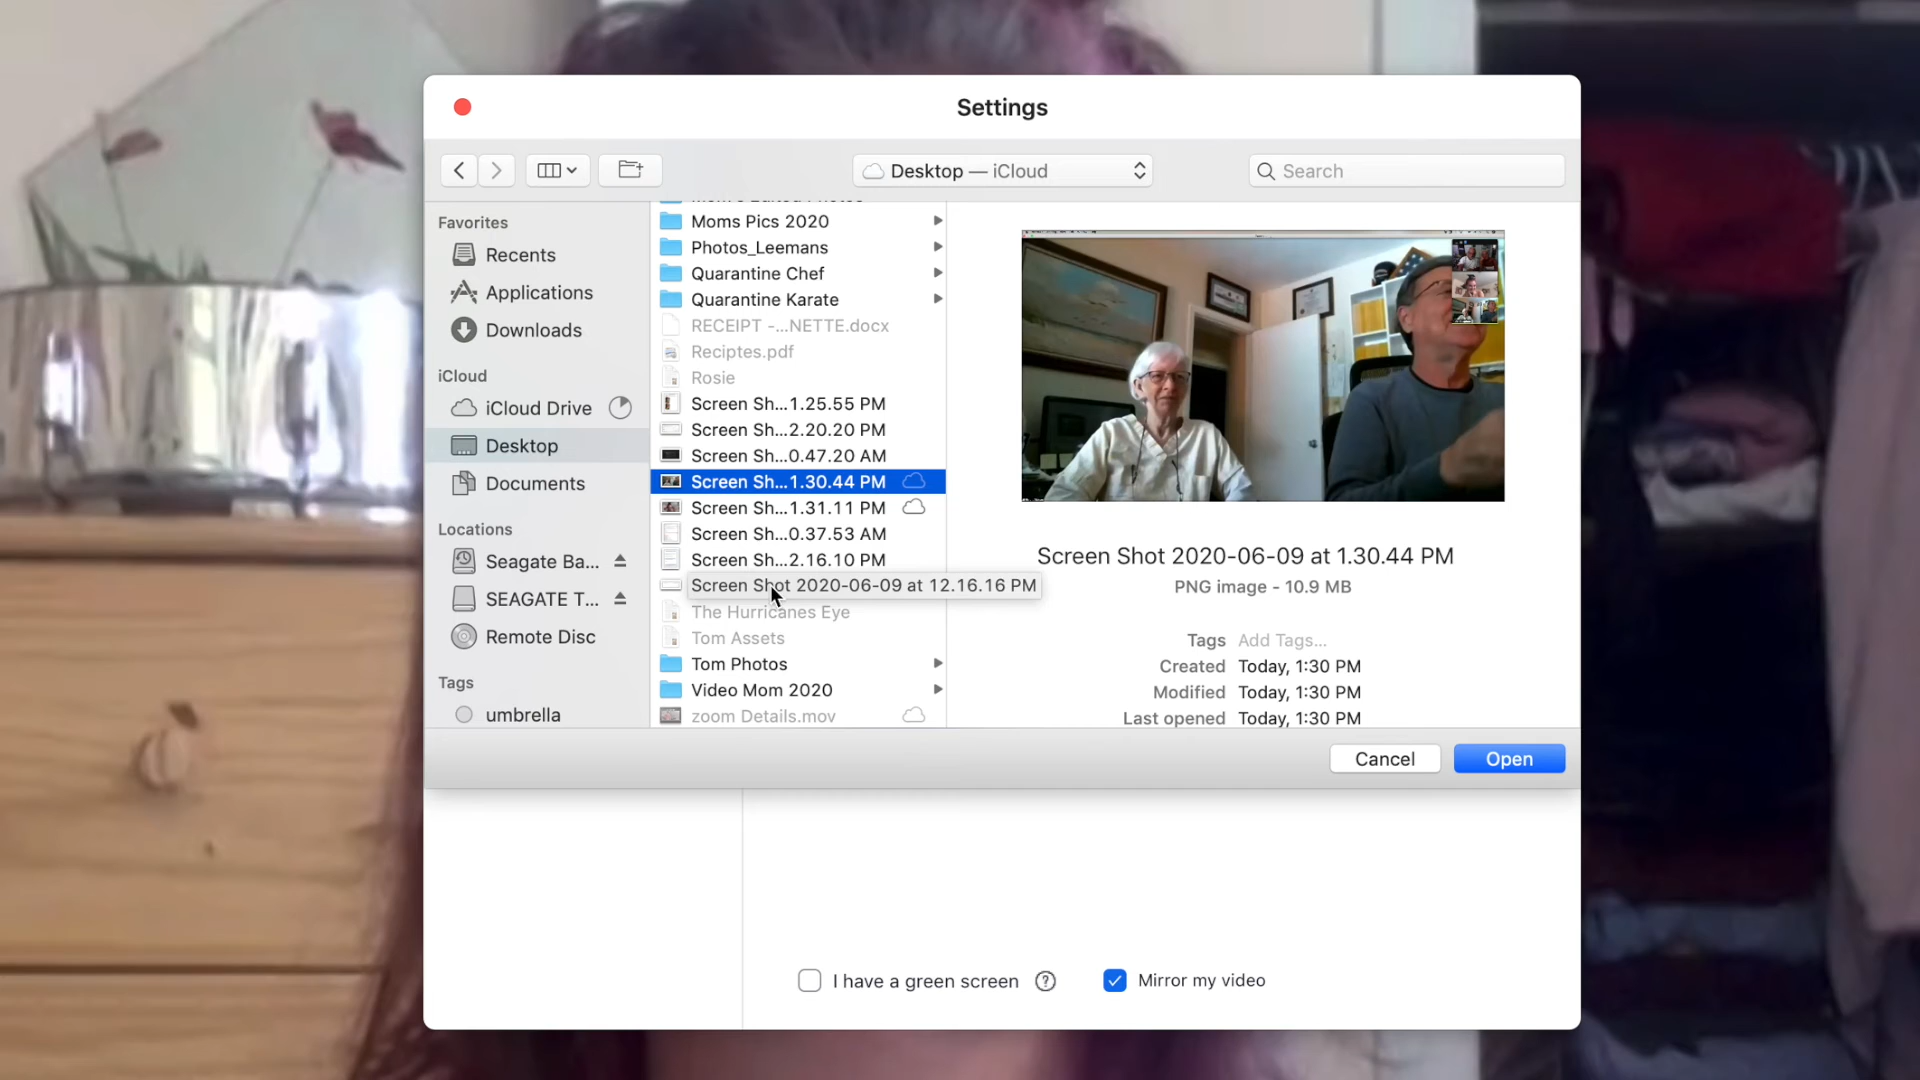 Settings
Desktop — iCloud
Search
Favorites
Recents
Applications
Downloads
iCloud
iCloud Drive
Desktop
Documents
Locations
Seagate Ba...
SEAGATE T...
Remote Disc
Tags
umbrella
Moms Pics 2020
Photos_Leemans
Quarantine Chef
Quarantine Karate
RECEIPT -...NETTE.docx
Reciptes.pdf
Rosie
Screen Sh...1.25.55 PM
Screen Sh...2.20.20 PM
Screen Sh...0.47.20 AM
Screen Sh...1.30.44 PM
Screen Sh...1.31.11 PM
Screen Sh...0.37.53 AM
Screen Sh...2.16.10 PM
Screen Shot 2020-06-09 at 12.16.16 PM
The Hurricanes Eye
Tom Assets
Tom Photos
Video Mom 2020
zoom Details.mov
Screen Shot 2020-06-09 at 1.30.44 PM
PNG image - 10.9 MB
Tags Add Tags...
Created Today, 1:30 PM
Modified Today, 1:30 PM
Last opened Today, 1:30 PM
Cancel
Open
I have a green screen ?
Mirror my video